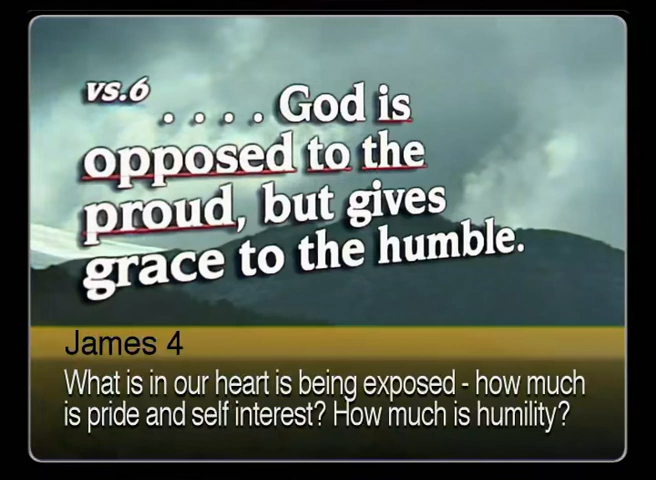 vs.6 . . . . God is
opposed to the
proud, but gives
grace to the humble.
James 4
What is in our heart is being exposed - how much
is pride and self interest? How much is humility?